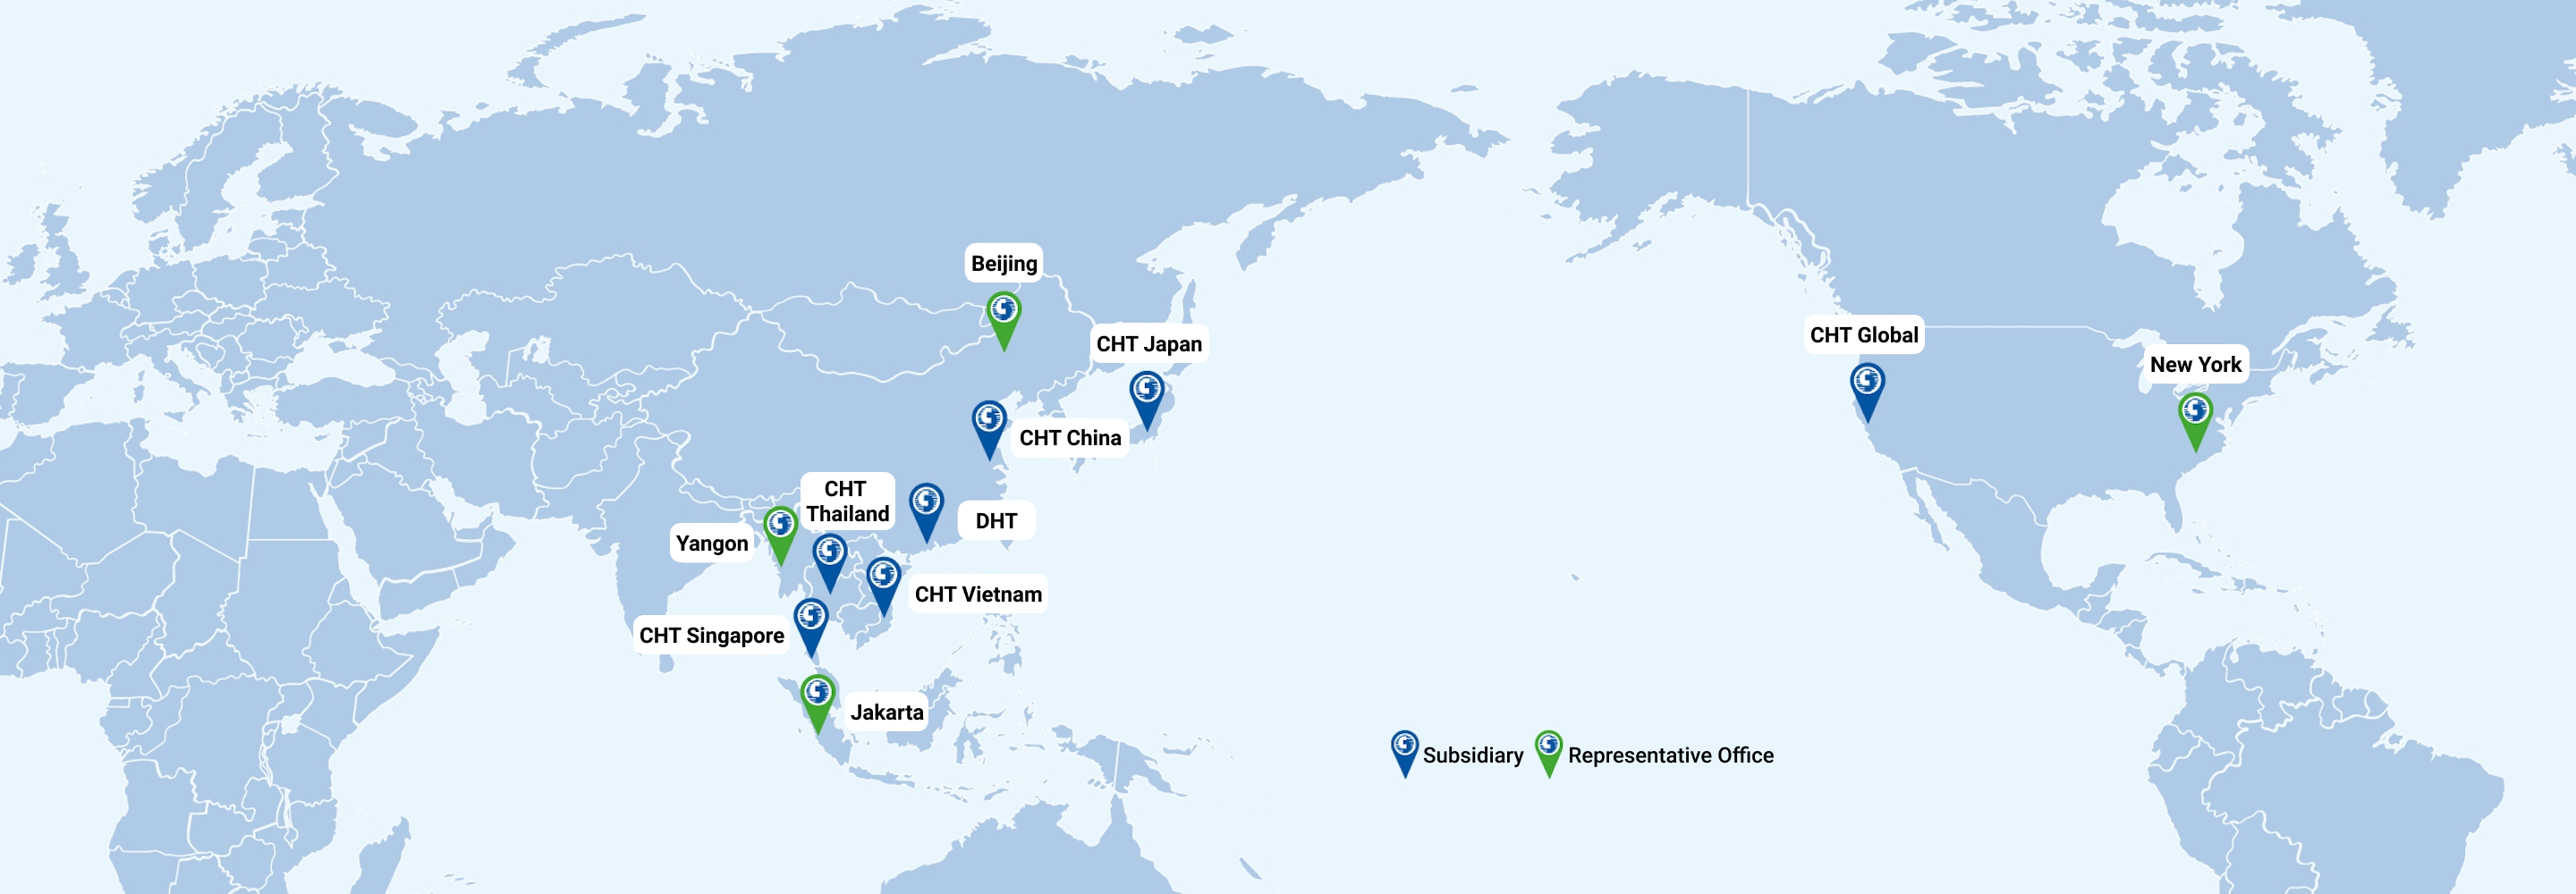 Beijing
CHT Japan
CHT Global
New York
CHT China
CHT
Thailand
DHT
Yangon
CHT Vietnam
CHT Singapore
Jakarta
Subsidiary
Representative Office